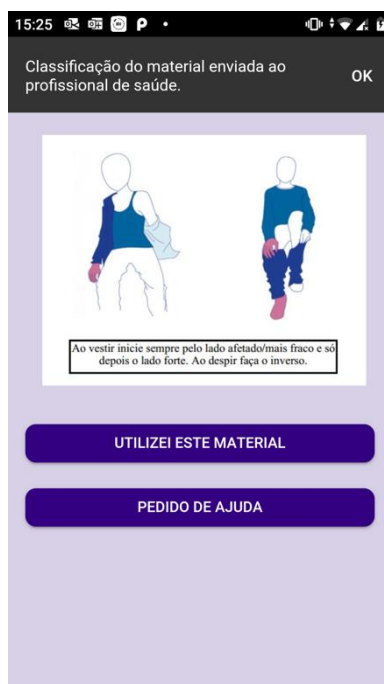 15:25
Classificação do material enviada ao
profissional de saúde.
OK
Ao vestir inicie sempre pelo lado afetado/mais fraco e só
depois o lado forte. Ao despir faça o inverso.
UTILIZEI ESTE MATERIAL
PEDIDO DE AJUDA